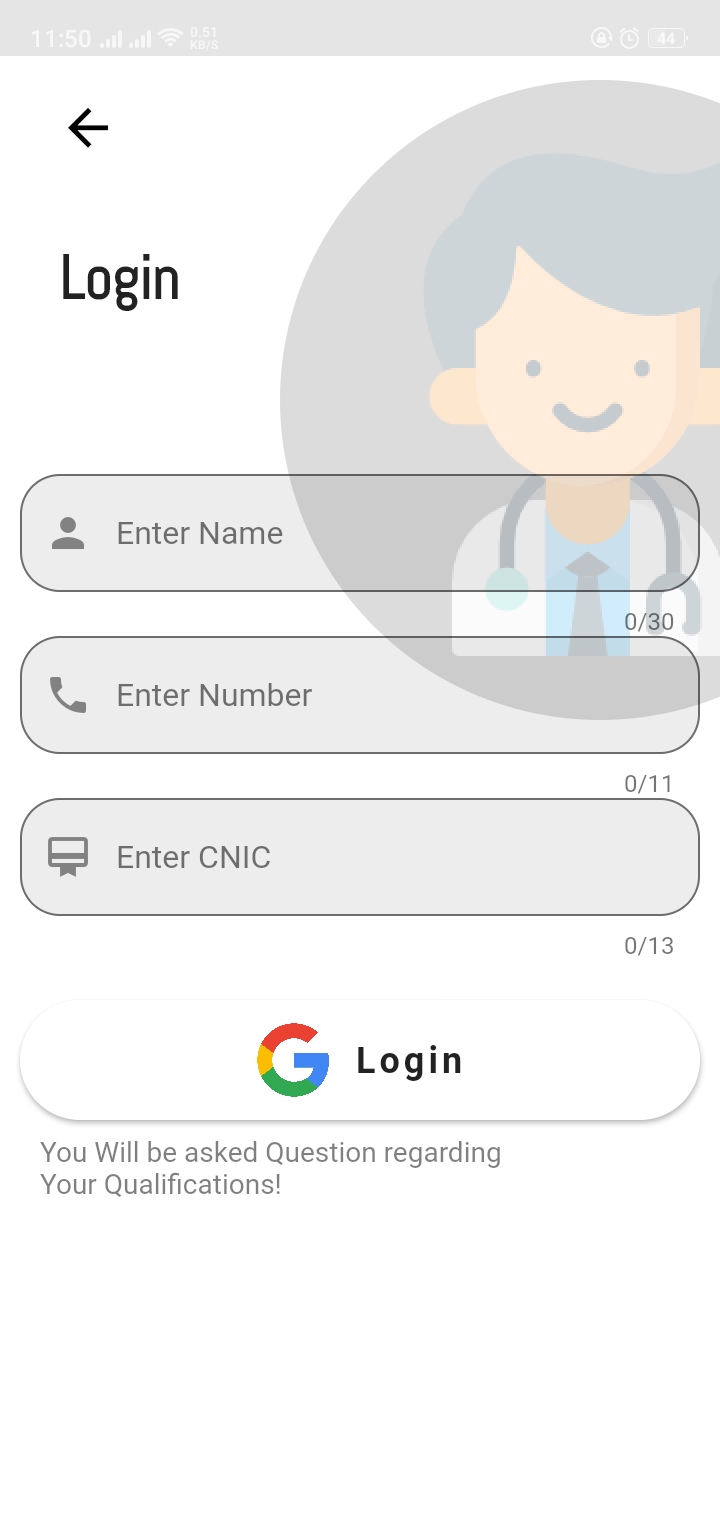 11:50 0.51 KB/S 44
Login
Enter Name
0/30
Enter Number
0/11
Enter CNIC
0/13
Login
You Will be asked Question regarding
Your Qualifications!